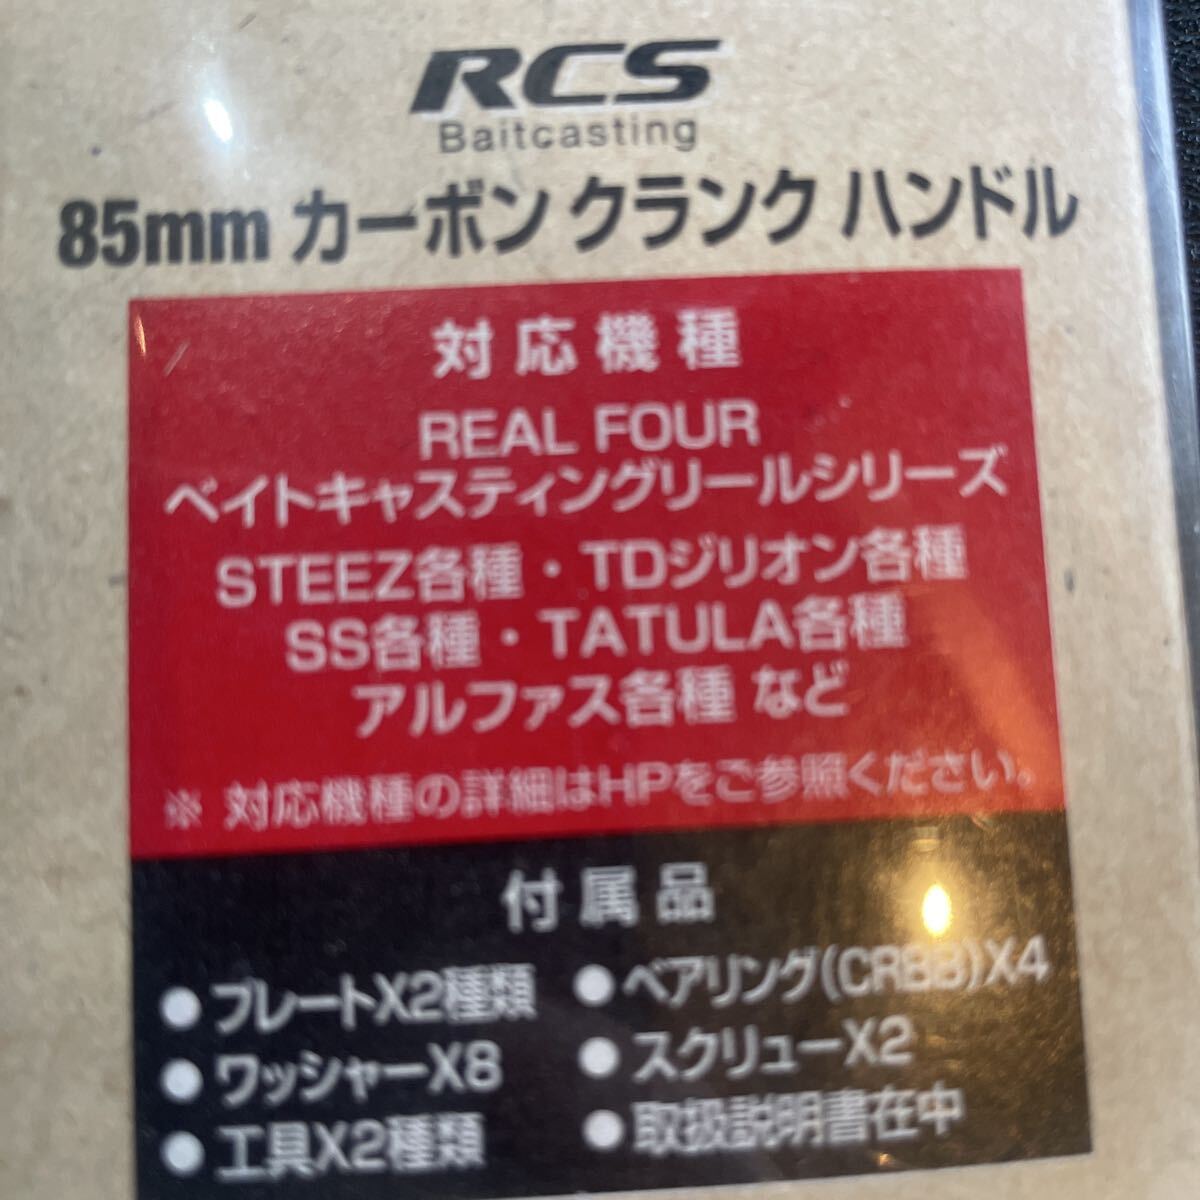 RCS
Baitcasting
85mm カーボン クランク ハンドル
対応機種
REAL FOUR
ベイトキャスティングリールシリーズ
STEEZ各種・TDジリオン各種
SS各種・TATULA各種
アルファス各種 など
※ 対応機種の詳細はHPをご参照ください。
付属品
● プレートX2種類 ● ベアリング(CRBB)X4
● ワッシャーX8 ● スクリューX2
● 工具X2種類 ● 取扱説明書在中